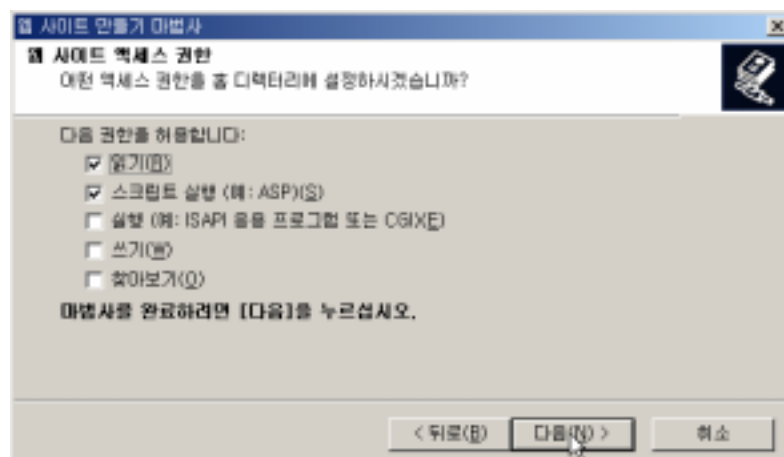 웹 사이트 만들기 마법사
웹 사이트 액세스 권한
어떤 액세스 권한을 홈 디렉터리에 설정하시겠습니까?
다음 권한을 허용합니다:
읽기(R)
스크립트 실행 (예: ASP)(S)
실행 (예: ISAPI 응용 프로그램 또는 CGI)(E)
쓰기(W)
찾아보기(O)
마법사를 완료하려면 [다음]을 누르십시오.
< 뒤로(B) 다음(N) > 취소